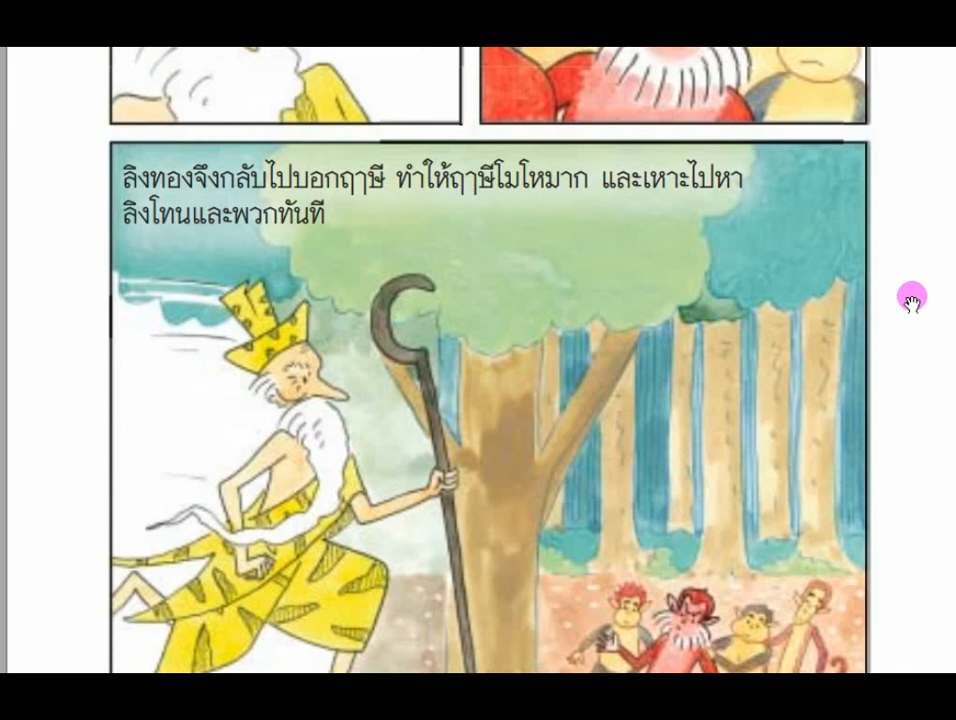 ลิงทองจึงกลับไปบอกฤๅษี ทำให้ฤๅษีโมโหมาก และเหาะไปหา
ลิงโทนและพวกทันที